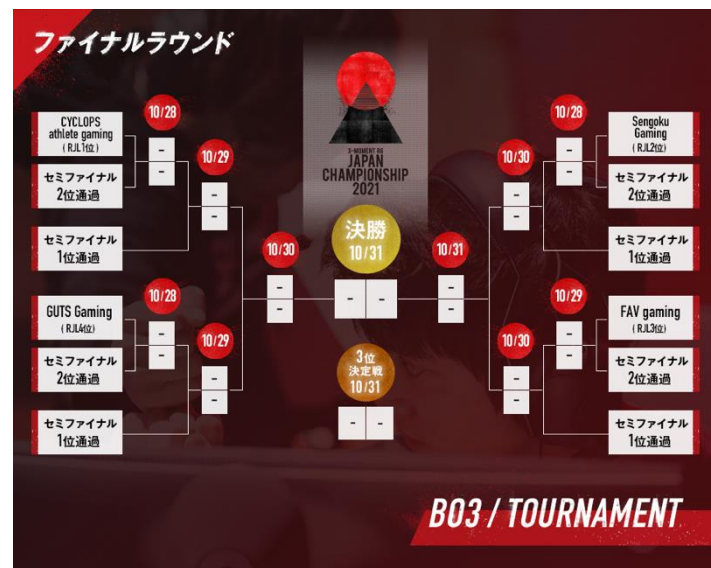 ファイナルラウンド
X-MOMENT R6
JAPAN
CHAMPIONSHIP
2021
CYCLOPS
athlete gaming
( RJL1位 )
10/28
-
-
セミファイナル
2位通過
10/29
-
-
セミファイナル
1位通過
10/30
-
-
GUTS Gaming
( RJL4位)
10/28
-
-
セミファイナル
2位通過
10/29
-
-
セミファイナル
1位通過
決勝
10/31
- -
3位
決定戦
10/31
- -
10/31
-
-
Sengoku
Gaming
( RJL2位)
10/28
-
-
セミファイナル
2位通過
10/30
-
-
セミファイナル
1位通過
FAV gaming
( RJL3位)
10/29
-
-
セミファイナル
2位通過
10/30
-
-
セミファイナル
1位通過
BO3 / TOURNAMENT